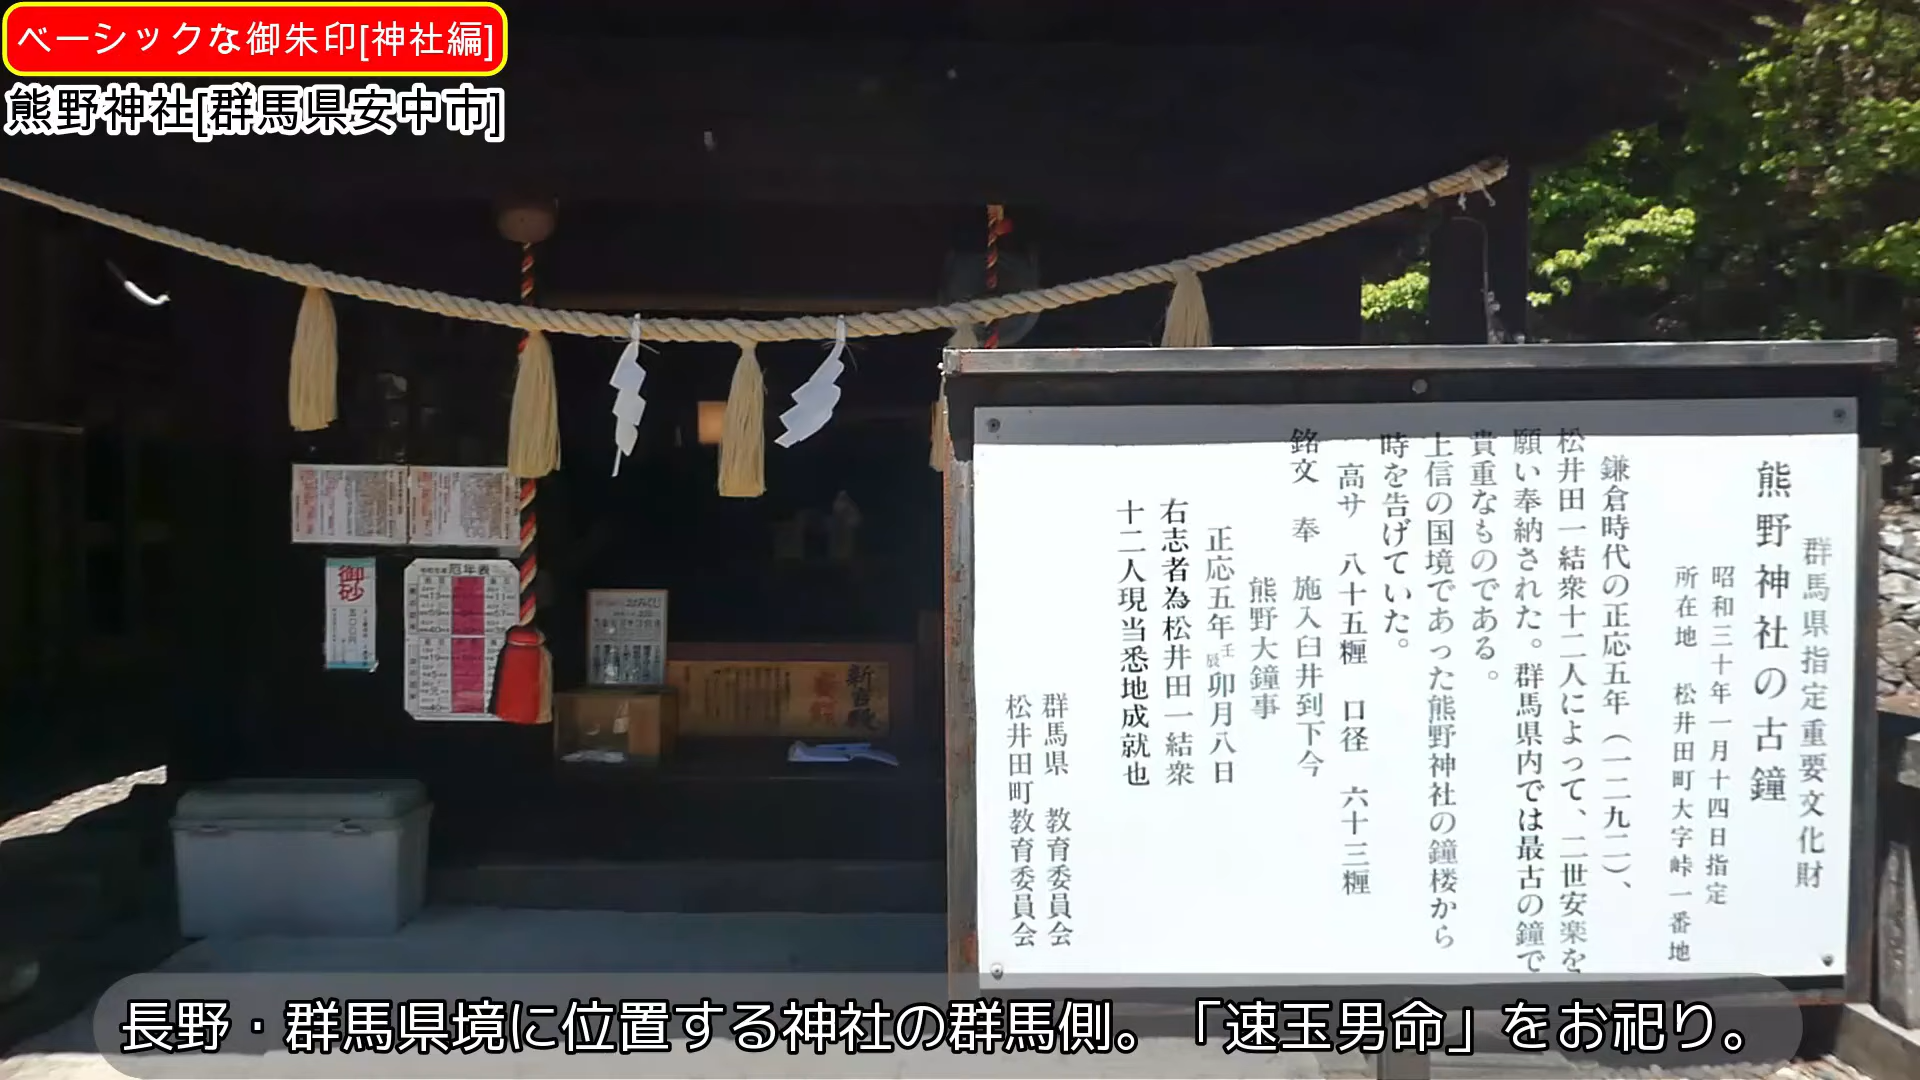 ベーシックな御朱印[神社編]
熊野神社[群馬県安中市]
群馬県指定重要文化財
熊野神社の古鐘
昭和三十年一月十四日指定
所在地 松井田町大字峠一番地
鎌倉時代の正応五年（一二九二）、
松井田一結衆十二人によって、二世安楽を
願い奉納された。群馬県内では最古の鐘で
貴重なものである。
上信の国境であった熊野神社の鐘楼から
時を告げていた。
高サ 八十五糎 口径 六十三糎
銘文 奉 施入臼井到下今
熊野大鐘事
正応五年壬辰卯月八日
右志者為松井田一結衆
十二人現当悉地成就也
群馬県 教育委員会
松井田町教育委員会
御砂
五〇〇円
厄年表
長野・群馬県境に位置する神社の群馬側。「速玉男命」をお祀り。